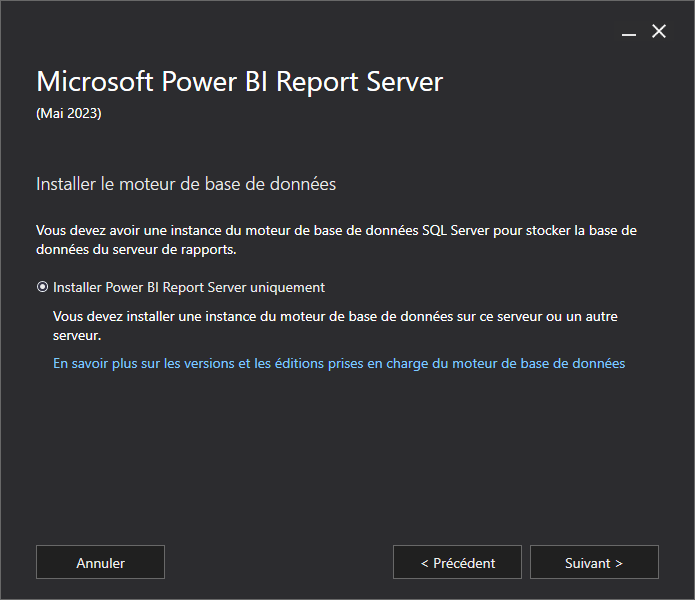 Microsoft Power BI Report Server
(Mai 2023)
Installer le moteur de base de données
Vous devez avoir une instance du moteur de base de données SQL Server pour stocker la base de
données du serveur de rapports.
Installer Power BI Report Server uniquement
Vous devez installer une instance du moteur de base de données sur ce serveur ou un autre
serveur.
En savoir plus sur les versions et les éditions prises en charge du moteur de base de données
Annuler
< Précédent
Suivant >